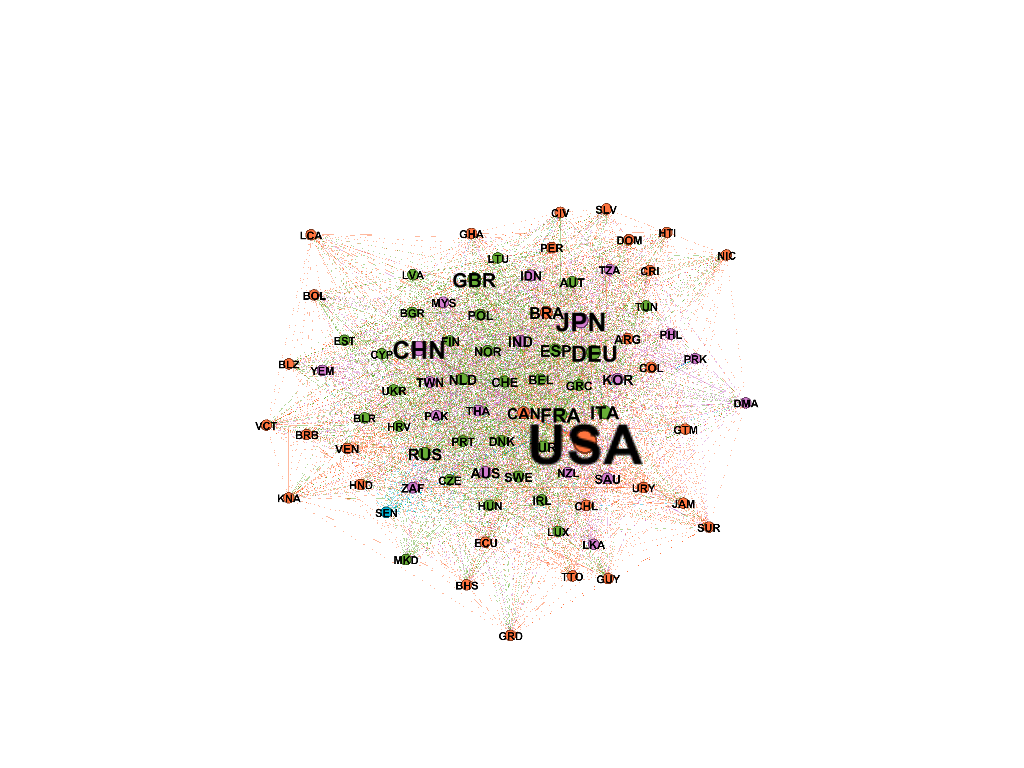 SLV
CIV
LCA
GHA
HTI
DOM
PER
NIC
LTU
TZA
CRI
LVA
IDN
GBR
AUT
BOL
MYS
TUN
BGR
BRA
POL
JPN
PHL
EST
ARG
FIN
IND
CHN
NOR
ESP
DEU
CYP
PRK
BLZ
COL
YEM
TWN
NLD
CHE
BEL
KOR
GRC
UKR
DMA
THA
PAK
CAN
FRA
ITA
BLR
VCT
HRV
GTM
BRB
PRT
DNK
USA
VEN
RUS
AUS
NZL
SWE
SAU
CZE
HND
ZAF
URY
KNA
IRL
JAM
HUN
CHL
SEN
SUR
LUX
ECU
LKA
MKD
TTO
GUY
BHS
GRD